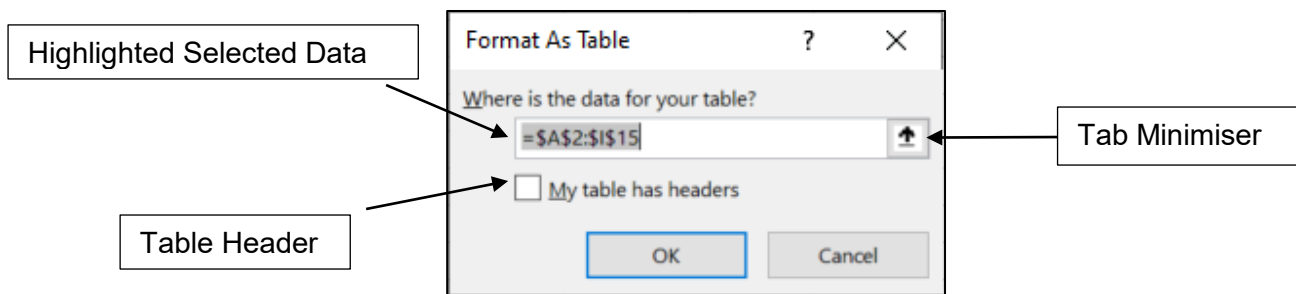 Highlighted Selected Data
Format As Table ?
Where is the data for your table?
=$A$2:$I$15
Tab Minimiser
My table has headers
Table Header
OK Cancel